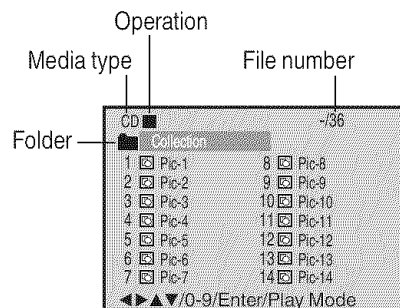 Operation
Media type
File number
CD ■ -/36
Folder
Collection
1 Pic-1 8 Pic-8
2 Pic-2 9 Pic-9
3 Pic-3 10 Pic-10
4 Pic-4 11 Pic-11
5 Pic-5 12 Pic-12
6 Pic-6 13 Pic-13
7 Pic-7 14 Pic-14
◀▶▲▼/0-9/Enter/Play Mode